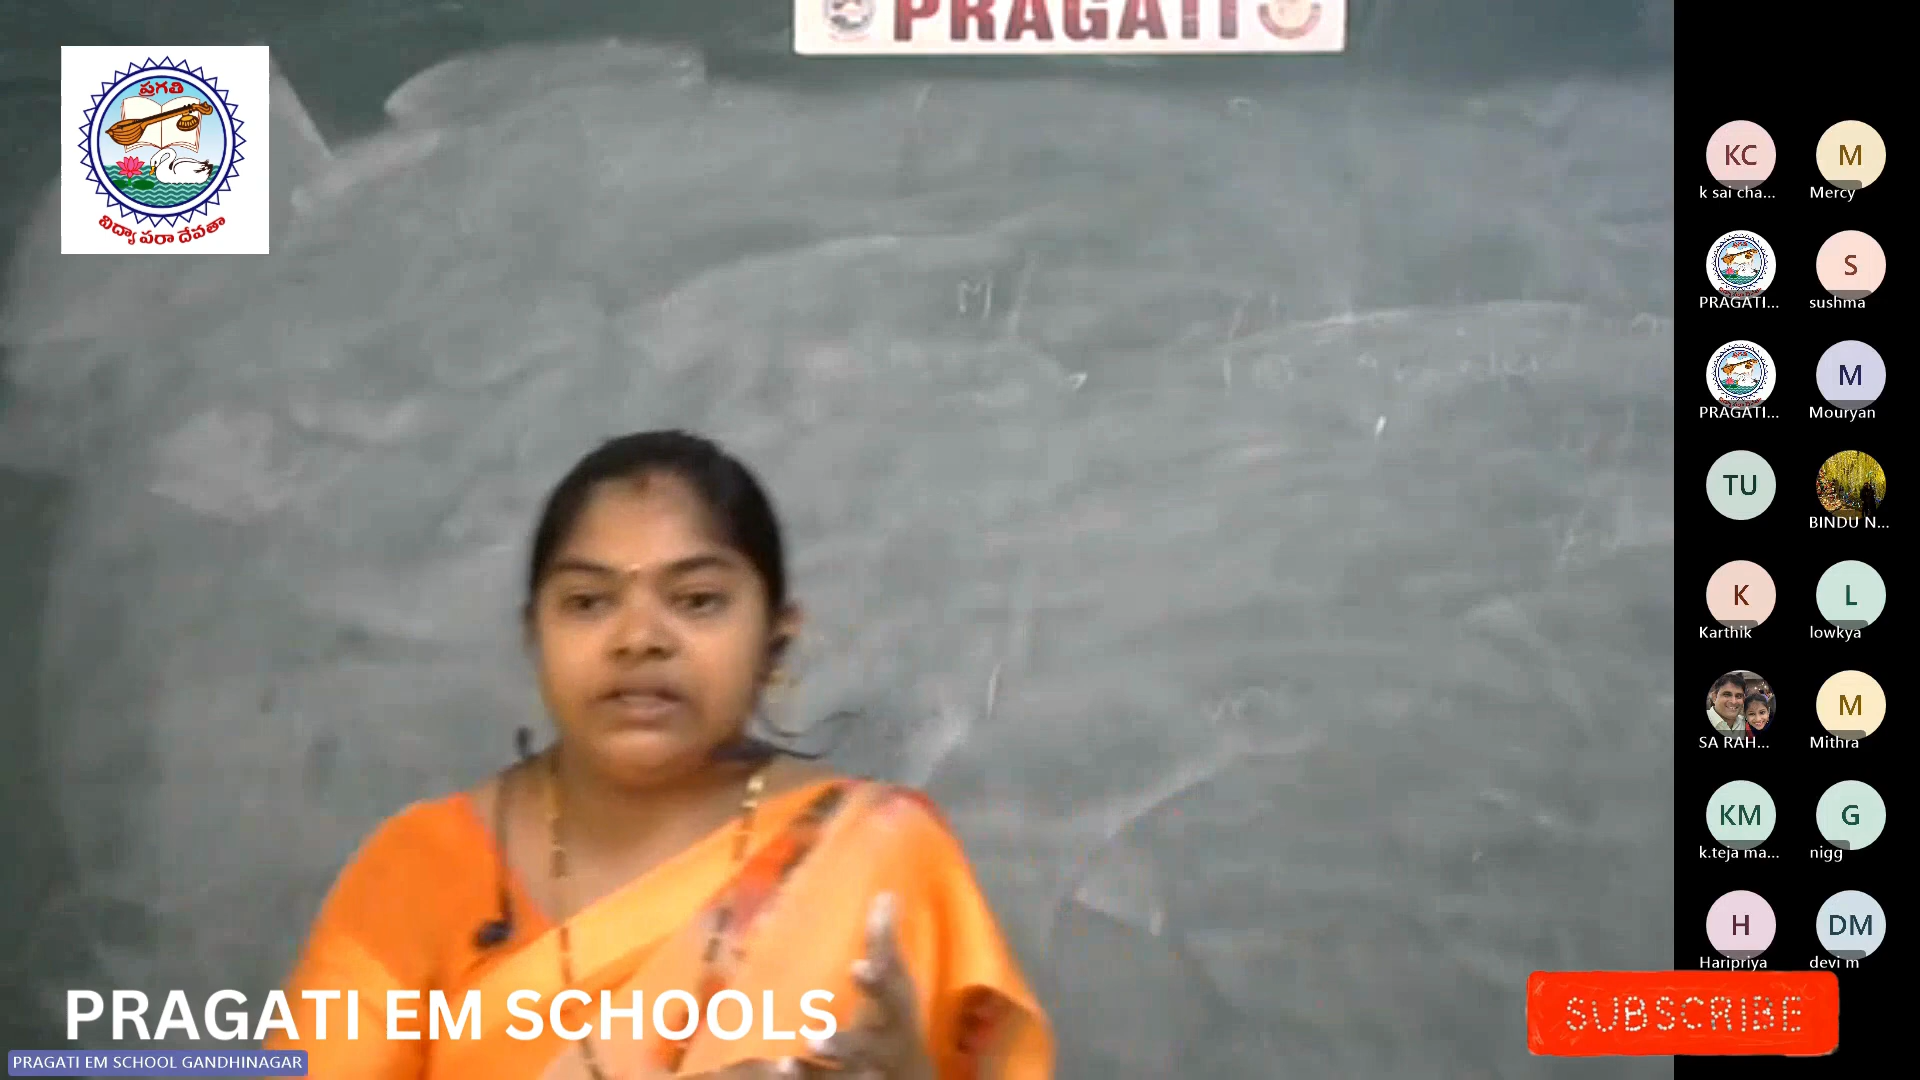 PRAGATI
ప్రగతి
విద్యా పరా దేవతా
KC
k sai cha...
M
Mercy
PRAGATI...
S
sushma
PRAGATI...
M
Mouryan
TU
BINDU N...
K
Karthik
L
lowkya
SA RAH...
M
Mithra
KM
k.teja ma...
G
nigg
H
Haripriya
DM
devi m
PRAGATI EM SCHOOLS
SUBSCRIBE
PRAGATI EM SCHOOL GANDHINAGAR